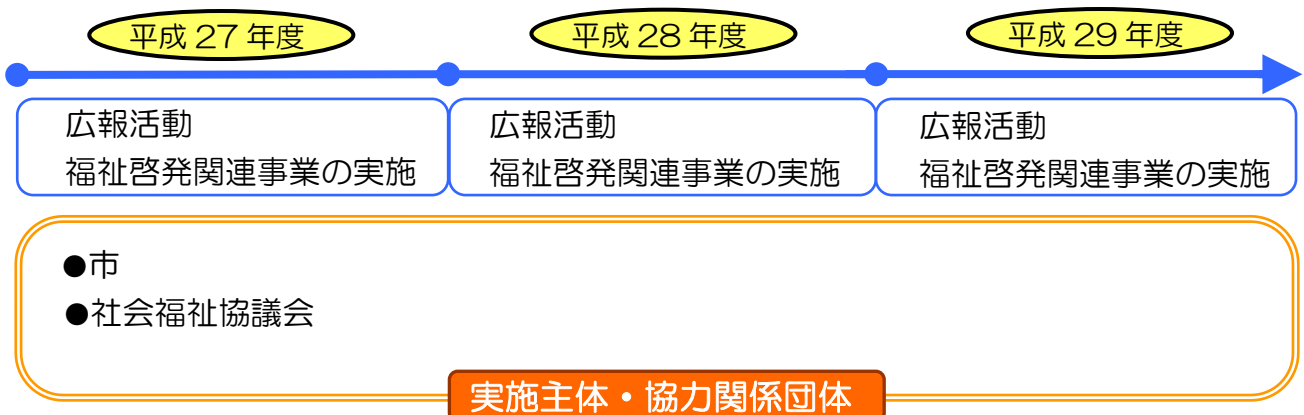 平成 27 年度
平成 28 年度
平成 29 年度
広報活動
福祉啓発関連事業の実施
広報活動
福祉啓発関連事業の実施
広報活動
福祉啓発関連事業の実施
●市
●社会福祉協議会
実施主体・協力関係団体